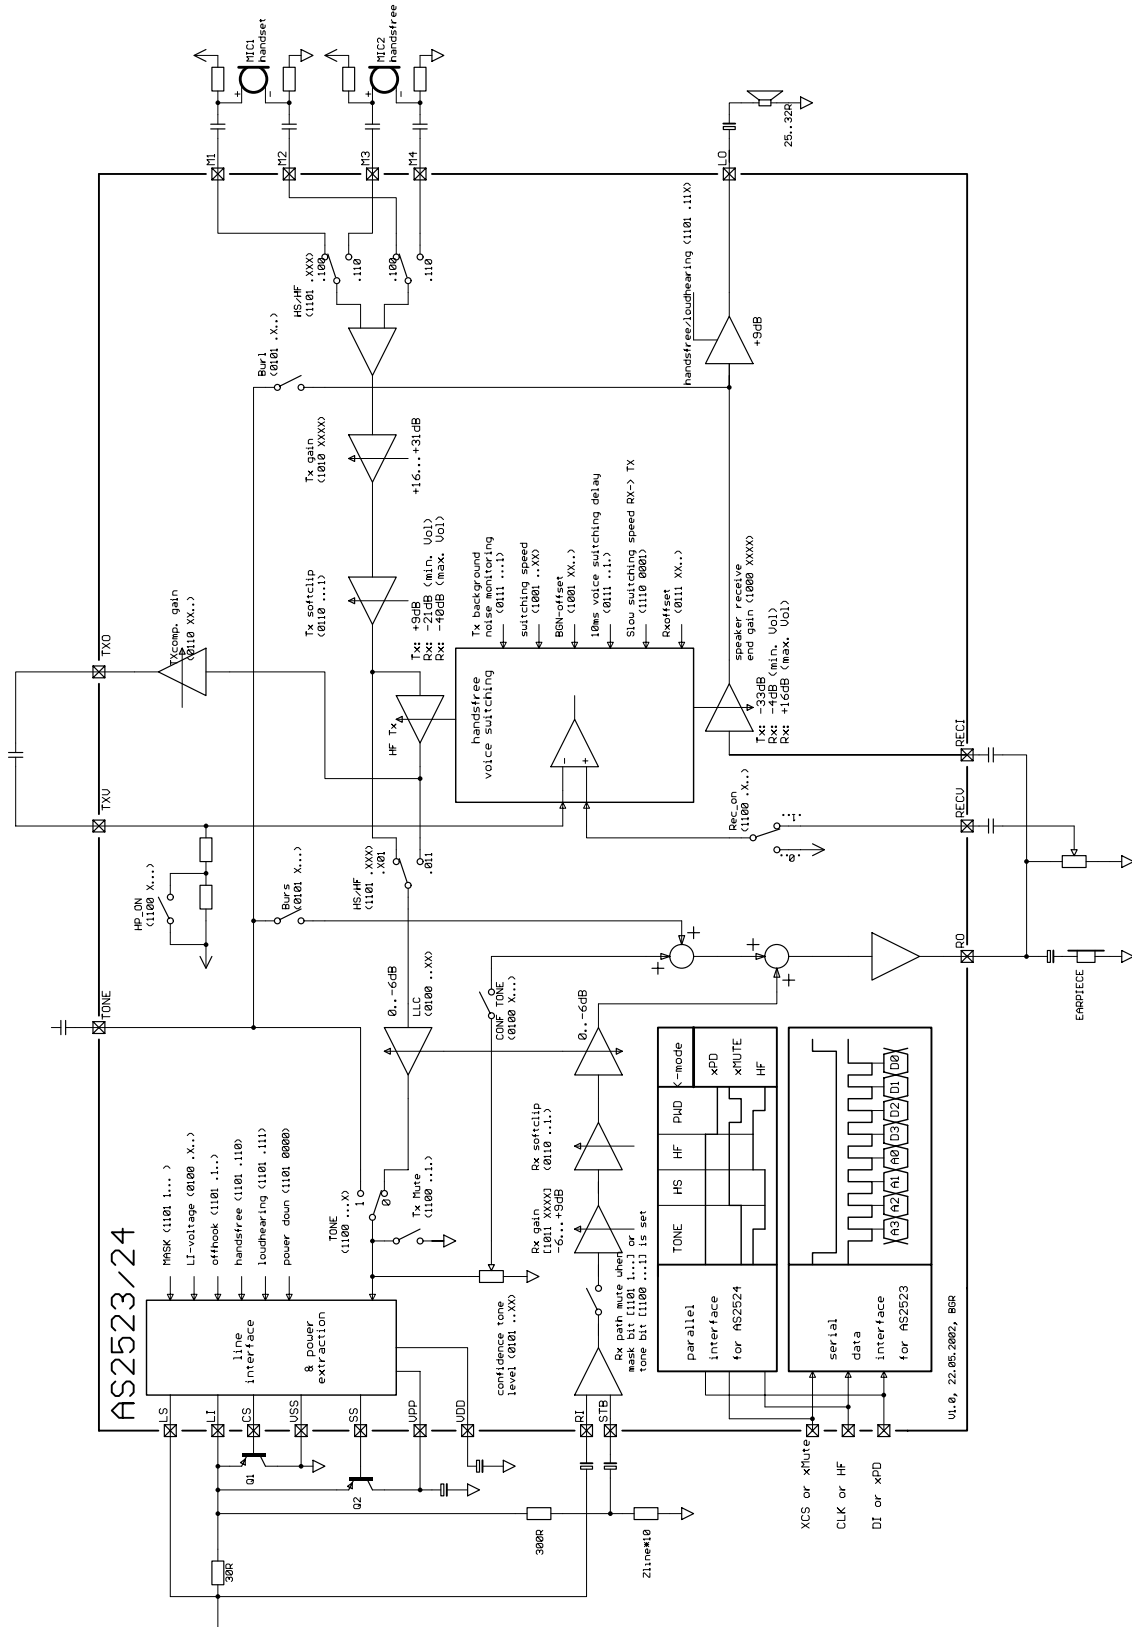 AS2523/24
MASK (1101 1... )
LI-voltage (0100 .X..)
offhook (1101 .1..)
handsfree (1101 .110)
loudhearing (1101 .111)
power down (1101 0000)
line
interface
& power
extraction
LS
LI
CS
VSS
SS
VPP
VDD
RI
STB
Q1
Q2
30R
300R
Zline*10
TONE
(1100 ...X)
1
0
Tx Mute
(1100 ..1.)
confidence tone
level (0101 ..XX)
Rx path mute when
mask bit [1101 1...] or
tone bit [1100 ...1] is set
Rx gain
[1011 XXXX]
-6...+9dB
Rx softclip
(0110 ..1.)
0..-6dB
0..-6dB
LLC
(0100 ..XX)
CONF TONE
(0100 X...)
TONE
HP_ON
(1100 X...)
Burs
(0101 X...)
HS/HF
(1101 .XXX)
.X01
.011
TXV
TXO
TXcomp. gain
(0110 XX..)
HF Tx
Tx: +9dB
Rx: -21dB (min. Vol)
Rx: -40dB (max. Vol)
Tx softclip
(0110 ...1)
Tx gain
(1010 XXXX)
+16...+31dB
Burl
(0101 .X..)
HS/HF
(1101 .XXX)
.100
.110
.100
.110
M1
M2
M3
M4
MIC1
handset
+
-
MIC2
handsfree
+
-
handsfree
voice switching
-
+
Tx background
noise monitoring
(0111 ...1)
switching speed
(1001 ..XX)
BGN-offset
(1001 XX..)
10ms voice switching delay
(0111 ..1.)
Slow switching speed RX-> TX
(1110 0001)
Rxoffset
(0111 XX..)
speaker receive
end gain (1000 XXXX)
Tx: -33dB
Rx: -4dB (min. Vol)
Rx: +16dB (max. Vol)
handsfree/loudhearing (1101 .11X)
+9dB
LO
25..32R
Rec_on
(1100 .X..)
..0..
..1..
RECI
RECV
RO
EARPIECE
+
+
+
+
parallel
interface
for AS2524
TONE
HS
HF
PWD
xPD
xMUTE
HF
serial
data
interface
for AS2523
A3
A2
A1
A0
D3
D2
D1
D0
XCS or xMute
CLK or HF
DI or xPD
V1.0, 22.05.2002, BGR